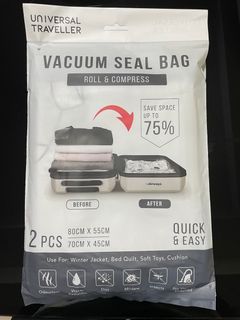 UNIVERSAL
TRAVELLER
VACUUM SEAL BAG
ROLL & COMPRESS
SAVE SPACE
UP TO
75%
BEFORE
AFTER
2 PCS
80CM X 55CM
70CM X 45CM
QUICK
& EASY
Use For: Winter Jacket, Bed Quilt, Soft Toys, Cushion